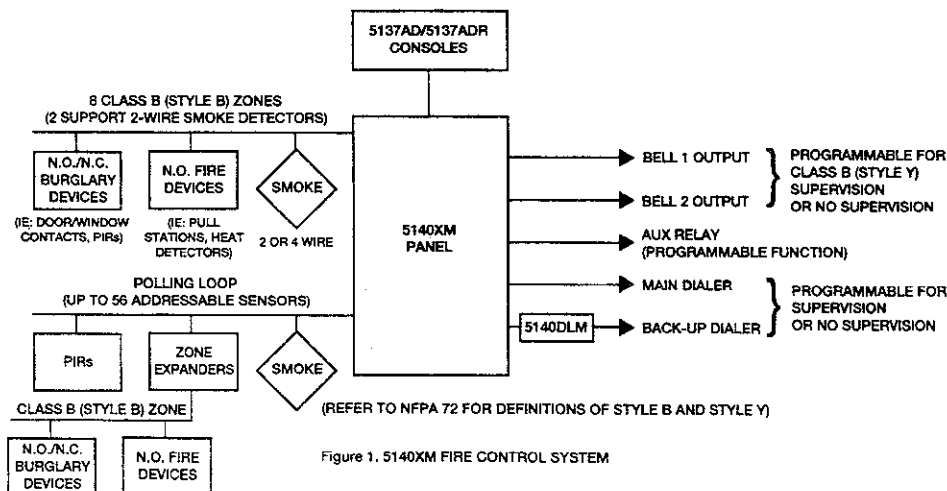 5137AD/5137ADR
CONSOLES
8 CLASS B (STYLE B) ZONES
(2 SUPPORT 2-WIRE SMOKE DETECTORS)
N.O./N.C.
BURGLARY
DEVICES
N.O. FIRE
DEVICES
SMOKE
(IE: DOOR/WINDOW
CONTACTS, PIRs)
(IE: PULL
STATIONS, HEAT
DETECTORS)
2 OR 4 WIRE
5140XM
PANEL
BELL 1 OUTPUT
BELL 2 OUTPUT
PROGRAMMABLE FOR
CLASS B (STYLE Y)
SUPERVISION
OR NO SUPERVISION
AUX RELAY
(PROGRAMMABLE FUNCTION)
MAIN DIALER
5140DLM
BACK-UP DIALER
PROGRAMMABLE FOR
SUPERVISION
OR NO SUPERVISION
POLLING LOOP
(UP TO 56 ADDRESSABLE SENSORS)
PIRs
ZONE
EXPANDERS
SMOKE
CLASS B (STYLE B) ZONE
N.O./N.C.
BURGLARY
DEVICES
N.O. FIRE
DEVICES
(REFER TO NFPA 72 FOR DEFINITIONS OF STYLE B AND STYLE Y)
Figure 1. 5140XM FIRE CONTROL SYSTEM